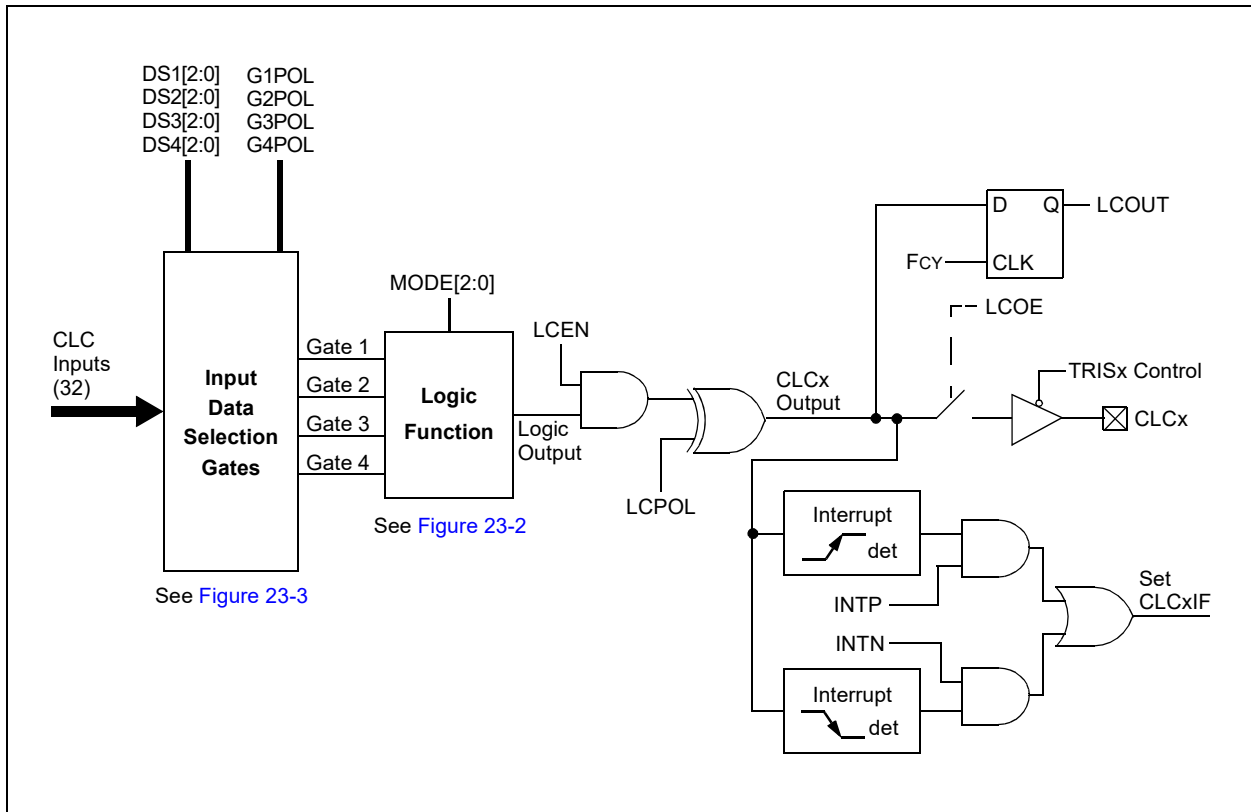 DS1[2:0] G1POL
DS2[2:0] G2POL
DS3[2:0] G3POL
DS4[2:0] G4POL
D Q LCOUT
FCY CLK
MODE[2:0]
LCOE
LCEN
CLC
Inputs
(32)
Input
Data
Selection
Gates
Gate 1
Gate 2
Gate 3
Gate 4
Logic
Function
Logic
Output
CLCx
Output
TRISx Control
CLCx
LCPOL
See Figure 23-2
See Figure 23-3
Interrupt
det
INTP
INTN
Set
CLCxIF
Interrupt
det